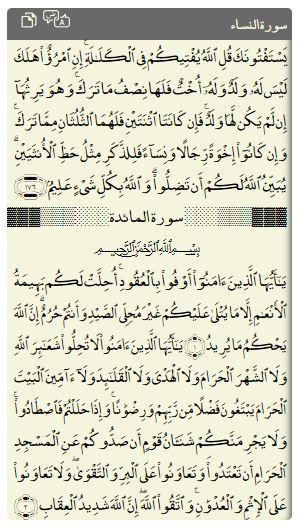 سورة النساء
يَسْتَفْتُونَكَ قُلِ ٱللَّهُ يُفْتِيكُمْ فِى ٱلْكَلَٰلَةِ ۚ إِنِ ٱمْرُؤٌا۟ هَلَكَ
لَيْسَ لَهُۥ وَلَدٌ وَلَهُۥٓ أُخْتٌ فَلَهَا نِصْفُ مَا تَرَكَ ۚ وَهُوَ يَرِثُهَآ
إِن لَّمْ يَكُن لَّهَا وَلَدٌ ۚ فَإِن كَانَتَا ٱثْنَتَيْنِ فَلَهُمَا ٱلثُّلُثَانِ مِمَّا تَرَكَ ۚ
وَإِن كَانُوٓا۟ إِخْوَةً رِّجَالًا وَنِسَآءً فَلِلذَّكَرِ مِثْلُ حَظِّ ٱلْأُنثَيَيْنِ ۗ
يُبَيِّنُ ٱللَّهُ لَكُمْ أَن تَضِلُّوا۟ ۗ وَٱللَّهُ بِكُلِّ شَىْءٍ عَلِيمٌۢ ١٧٦
سورة المائدة
بِسْمِ ٱللَّهِ ٱلرَّحْمَٰنِ ٱلرَّحِيمِ
يَٰٓأَيُّهَا ٱلَّذِينَ ءَامَنُوٓا۟ أَوْفُوا۟ بِٱلْعُقُودِ ۚ أُحِلَّتْ لَكُم بَهِيمَةُ
ٱلْأَنْعَٰمِ إِلَّا مَا يُتْلَىٰ عَلَيْكُمْ غَيْرَ مُحِلِّى ٱلصَّيْدِ وَأَنتُمْ حُرُمٌ ۗ إِنَّ ٱللَّهَ
يَحْكُمُ مَا يُرِيدُ ١ يَٰٓأَيُّهَا ٱلَّذِينَ ءَامَنُوا۟ لَا تُحِلُّوا۟ شَعَٰٓئِرَ ٱللَّهِ
وَلَا ٱلشَّهْرَ ٱلْحَرَامَ وَلَا ٱلْهَدْىَ وَلَا ٱلْقَلَٰٓئِدَ وَلَآ ءَآمِّينَ ٱلْبَيْتَ
ٱلْحَرَامَ يَبْتَغُونَ فَضْلًا مِّن رَّبِّهِمْ وَرِضْوَٰنًا ۚ وَإِذَا حَلَلْتُمْ فَٱصْطَادُوا۟ ۚ
وَلَا يَجْرِمَنَّكُمْ شَنَـَٔانُ قَوْمٍ أَن صَدُّوكُمْ عَنِ ٱلْمَسْجِدِ
ٱلْحَرَامِ أَن تَعْتَدُوا۟ ۘ وَتَعَاوَنُوا۟ عَلَى ٱلْبِرِّ وَٱلتَّقْوَىٰ ۖ وَلَا تَعَاوَنُوا۟
عَلَى ٱلْإِثْمِ وَٱلْعُدْوَٰنِ ۚ وَٱتَّقُوا۟ ٱللَّهَ ۖ إِنَّ ٱللَّهَ شَدِيدُ ٱلْعِقَابِ ٢